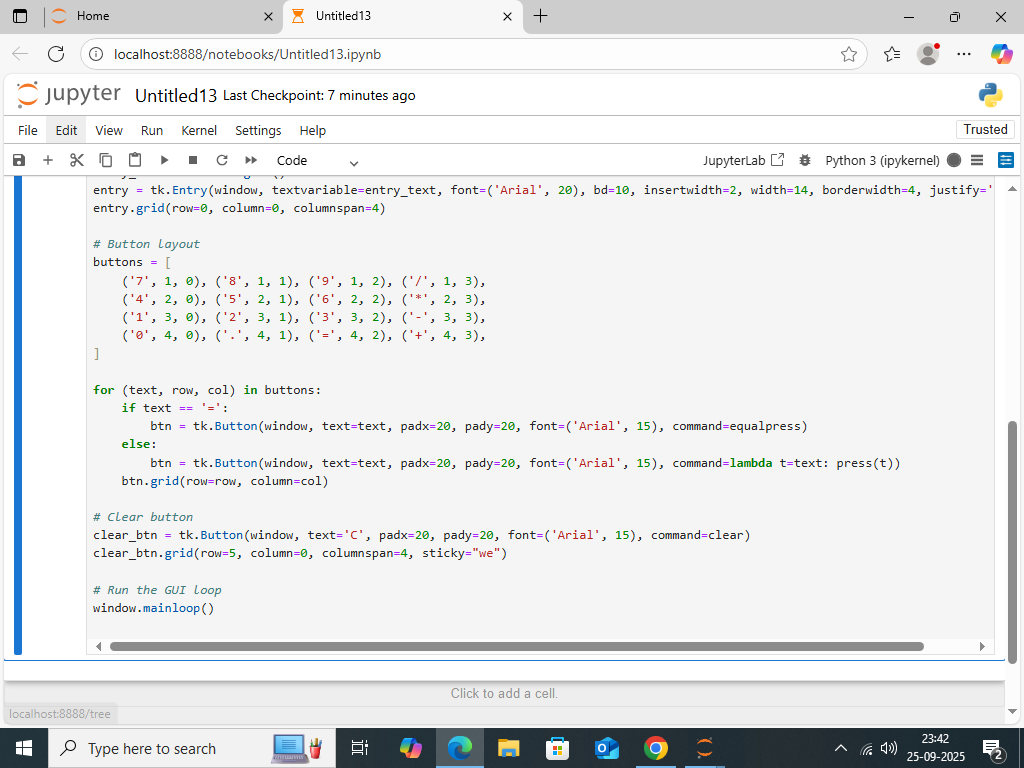 Home
Untitled13
localhost:8888/notebooks/Untitled13.ipynb
jupyter Untitled13 Last Checkpoint: 7 minutes ago
File Edit View Run Kernel Settings Help
Trusted
Code
JupyterLab
Python 3 (ipykernel)
entry = tk.Entry(window, textvariable=entry_text, font=('Arial', 20), bd=10, insertwidth=2, width=14, borderwidth=4, justify='
entry.grid(row=0, column=0, columnspan=4)
# Button layout
buttons = [
('7', 1, 0), ('8', 1, 1), ('9', 1, 2), ('/', 1, 3),
('4', 2, 0), ('5', 2, 1), ('6', 2, 2), ('*', 2, 3),
('1', 3, 0), ('2', 3, 1), ('3', 3, 2), ('-', 3, 3),
('0', 4, 0), ('.', 4, 1), ('=', 4, 2), ('+', 4, 3),
]
for (text, row, col) in buttons:
if text == '=':
btn = tk.Button(window, text=text, padx=20, pady=20, font=('Arial', 15), command=equalpress)
else:
btn = tk.Button(window, text=text, padx=20, pady=20, font=('Arial', 15), command=lambda t=text: press(t))
btn.grid(row=row, column=col)
# Clear button
clear_btn = tk.Button(window, text='C', padx=20, pady=20, font=('Arial', 15), command=clear)
clear_btn.grid(row=5, column=0, columnspan=4, sticky="we")
# Run the GUI loop
window.mainloop()
Click to add a cell.
localhost:8888/tree
Type here to search
23:42
25-09-2025
2